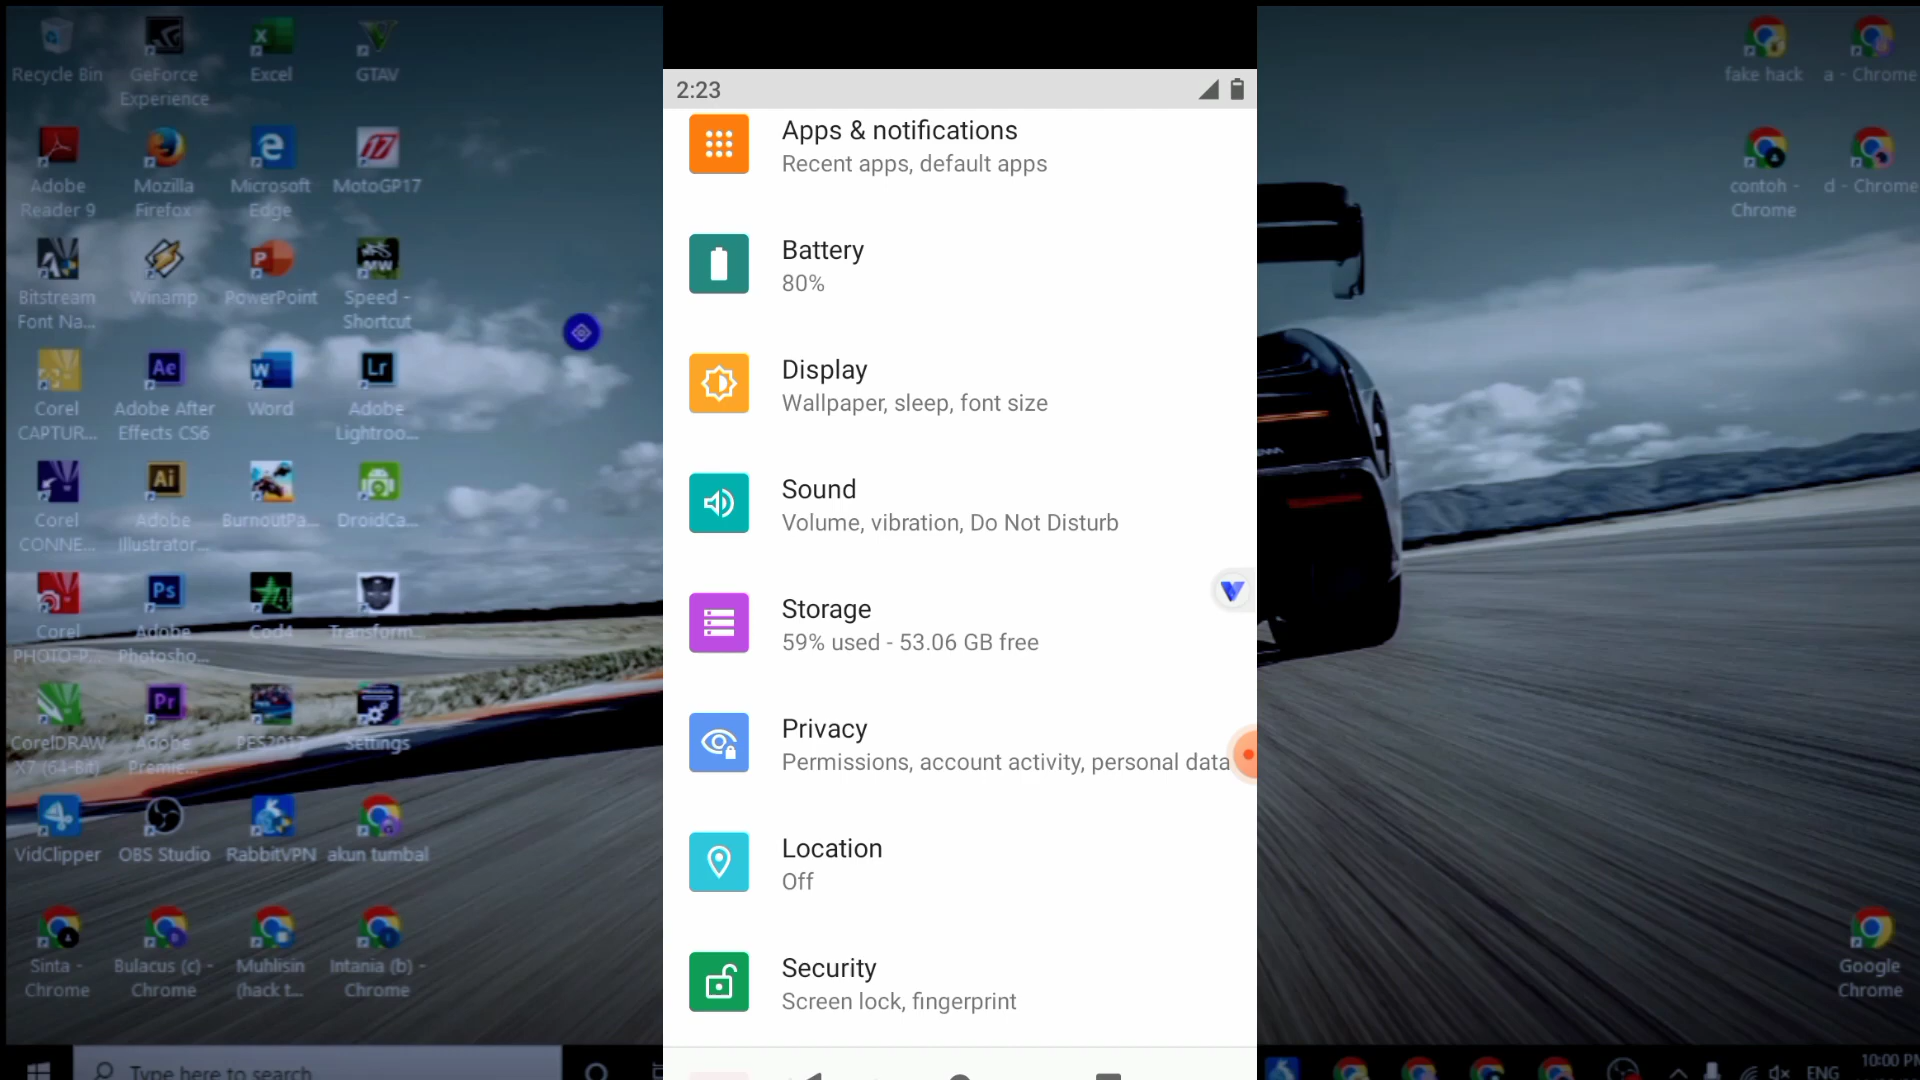 Recycle Bin
GeForce
Experience
Excel
GTAV
Adobe
Reader 9
Mozilla
Firefox
Microsoft
Edge
MotoGP17
Bitstream
Font Na...
Winamp
PowerPoint
Speed -
Shortcut
Corel
CAPTUR...
Adobe After
Effects CS6
Word
Adobe
Lightroo...
Corel
CONNE...
Adobe
Illustrator...
BurnoutPa...
DroidCa...
Corel
PHOTO-P...
Adobe
Photosho...
Cod4
Transform...
CorelDRAW
X7 (64-Bit)
Adobe
Premie...
PES2017
Settings
VidClipper
OBS Studio
RabbitVPN
akun tumbal
Sinta -
Chrome
Bulacus (c) -
Chrome
Muhlisin
(hack t...
Intania (b) -
Chrome
Type here to search
2:23
Apps & notifications
Recent apps, default apps
Battery
80%
Display
Wallpaper, sleep, font size
Sound
Volume, vibration, Do Not Disturb
Storage
59% used - 53.06 GB free
Privacy
Permissions, account activity, personal data
Location
Off
Security
Screen lock, fingerprint
fake hack
a - Chrome
contoh -
Chrome
d - Chrome
Google
Chrome
ENG
10:00 PM